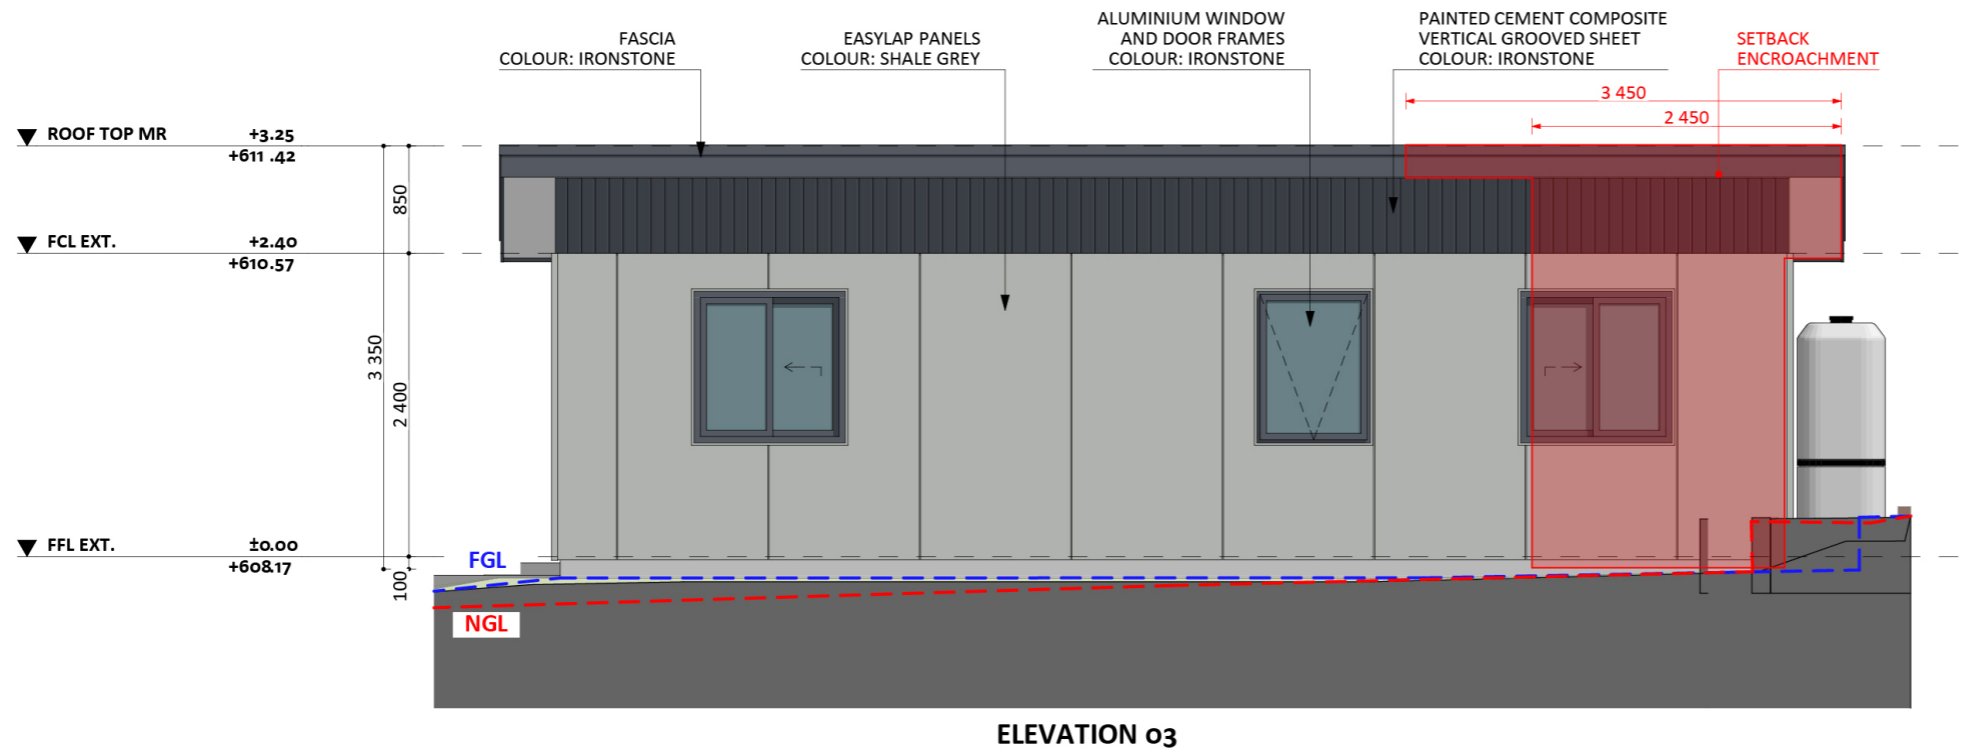 FASCIA
COLOUR: IRONSTONE
EASYLAP PANELS
COLOUR: SHALE GREY
ALUMINIUM WINDOW
AND DOOR FRAMES
COLOUR: IRONSTONE
PAINTED CEMENT COMPOSITE
VERTICAL GROOVED SHEET
COLOUR: IRONSTONE
SETBACK
ENCROACHMENT
3 450
2 450
ROOF TOP MR +3.25
+611.42
850
FCL EXT. +2.40
+610.57
3 350
2 400
FFL EXT. ±0.00
+608.17
100
FGL
NGL
ELEVATION 03